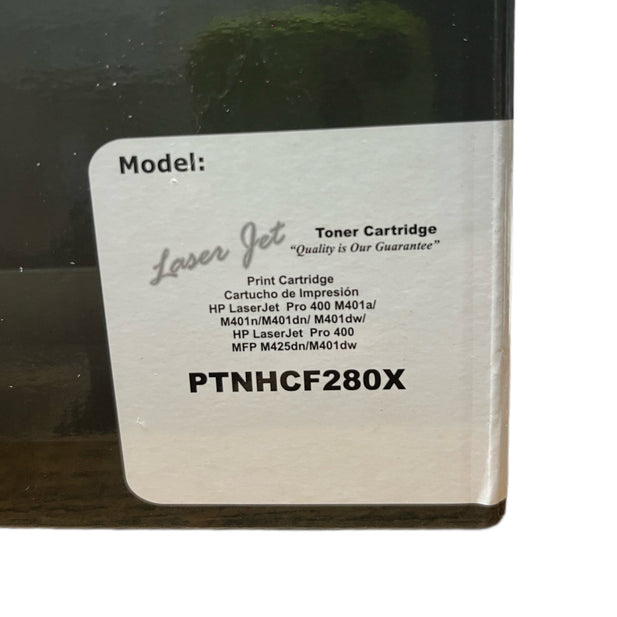 Model:
Laser Jet
Toner Cartridge
“Quality is Our Guarantee”
Print Cartridge
Cartucho de Impresión
HP LaserJet Pro 400 M401a/
M401n/M401dn/ M401dw/
HP LaserJet Pro 400
MFP M425dn/M401dw
PTNHCF280X